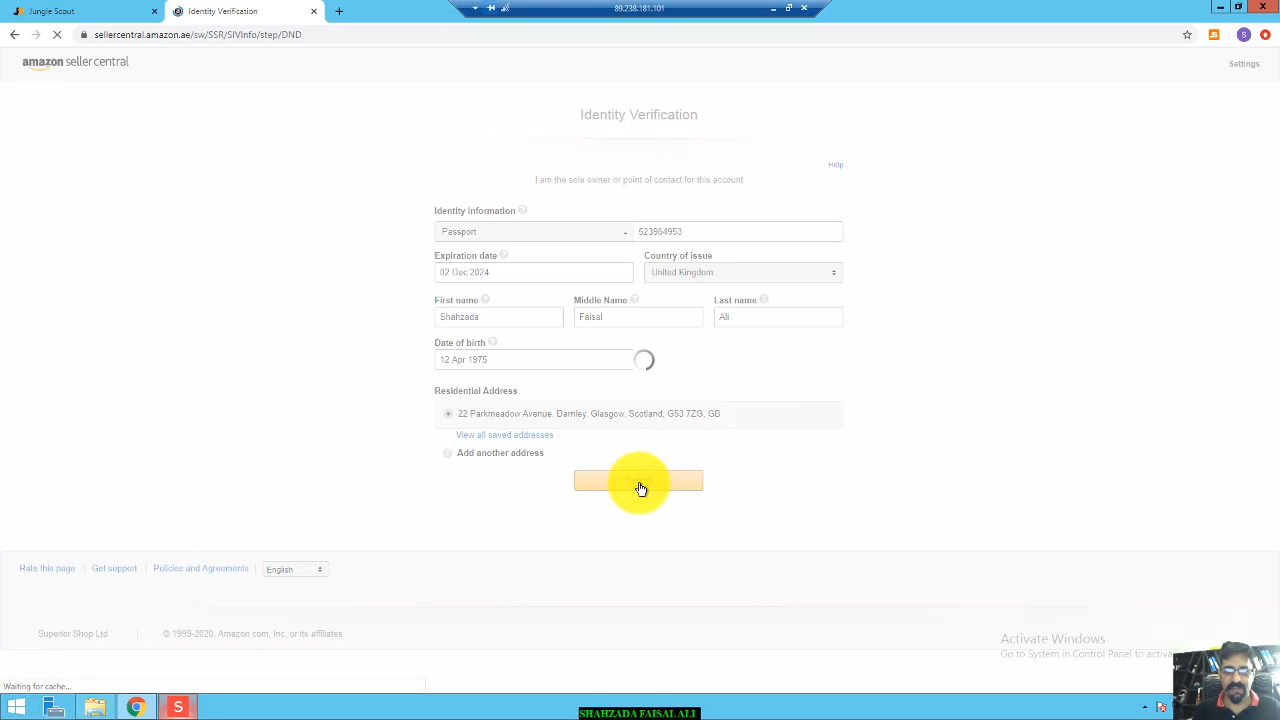 Jungle Scout
Identity Verification
89.238.181.101
sellercentral.amazon.ae/sw/SSR/SIVInfo/step/DND
JS
S
amazon seller central
Settings
Identity Verification
Help
I am the sole owner or point of contact for this account
Identity information
Passport
523964953
Expiration date
Country of issue
02 Dec 2024
United Kingdom
First name
Middle Name
Last name
Shahzada
Faisal
Ali
Date of birth
12 Apr 1975
Residential Address
22 Parkmeadow Avenue, Darnley, Glasgow, Scotland, G53 7ZG, GB
View all saved addresses
Add another address
Rate this page
Get support
Policies and Agreements
English
Superior Shop Ltd
© 1999-2020, Amazon.com, Inc. or its affiliates
Activate Windows
Go to System in Control Panel to
Waiting for cache...
S
SHAHZADA FAISAL ALI